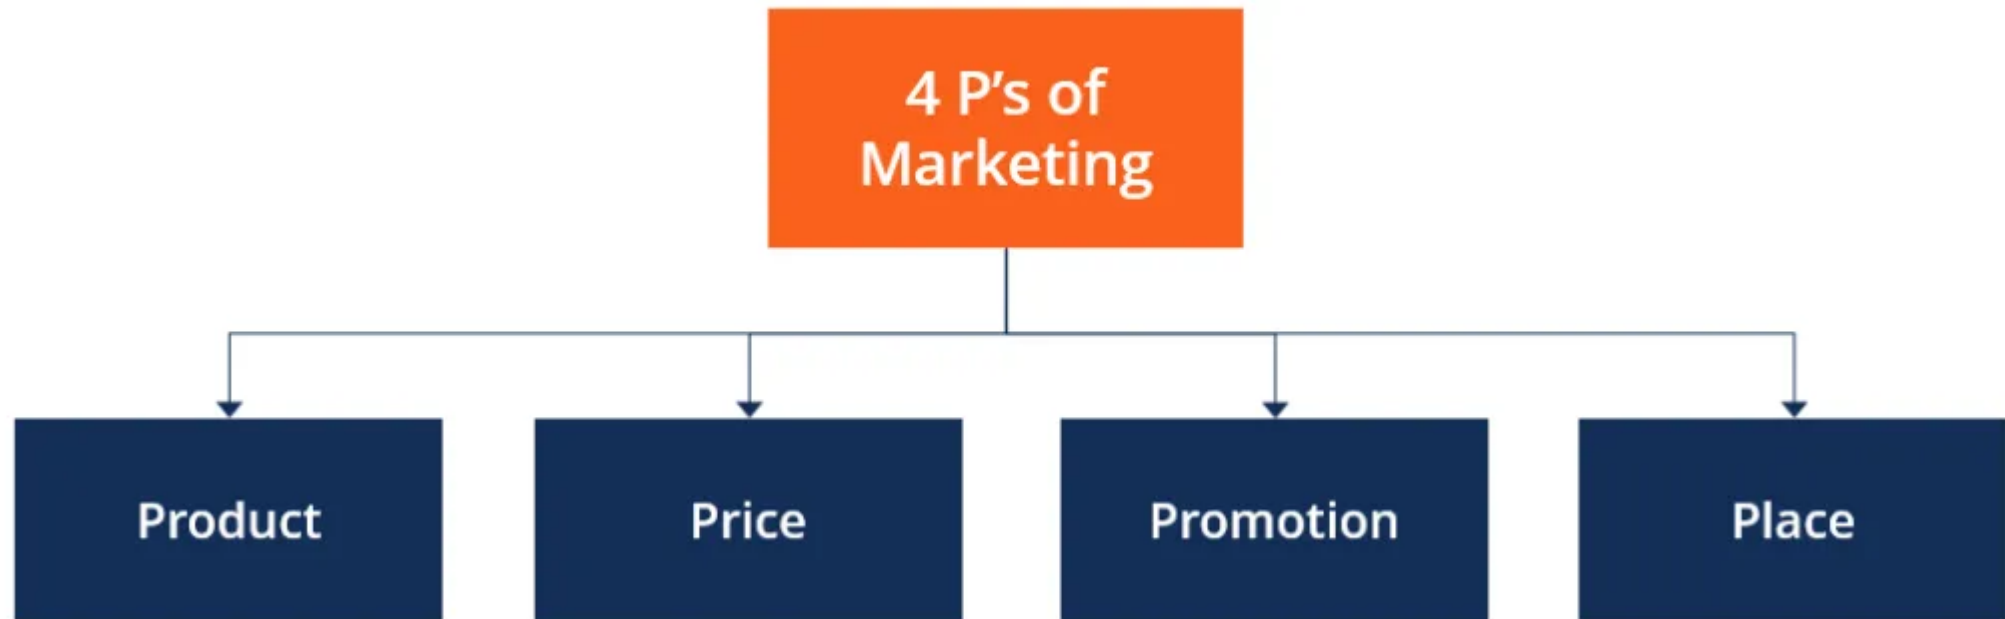 4 P’s of
Marketing
Product
Price
Promotion
Place